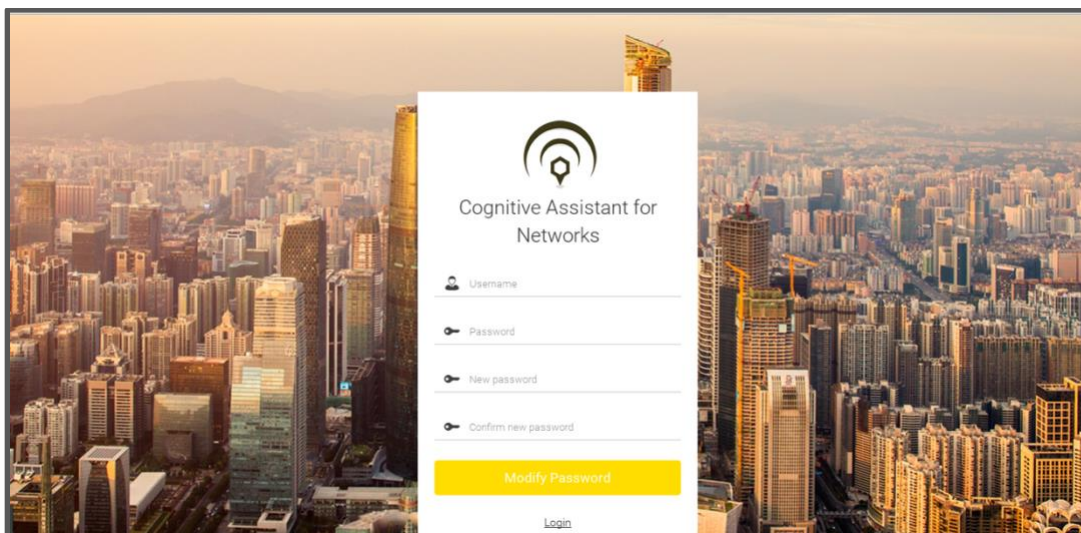 Cognitive Assistant for
Networks
Username
Password
New password
Confirm new password
Modify Password
Login